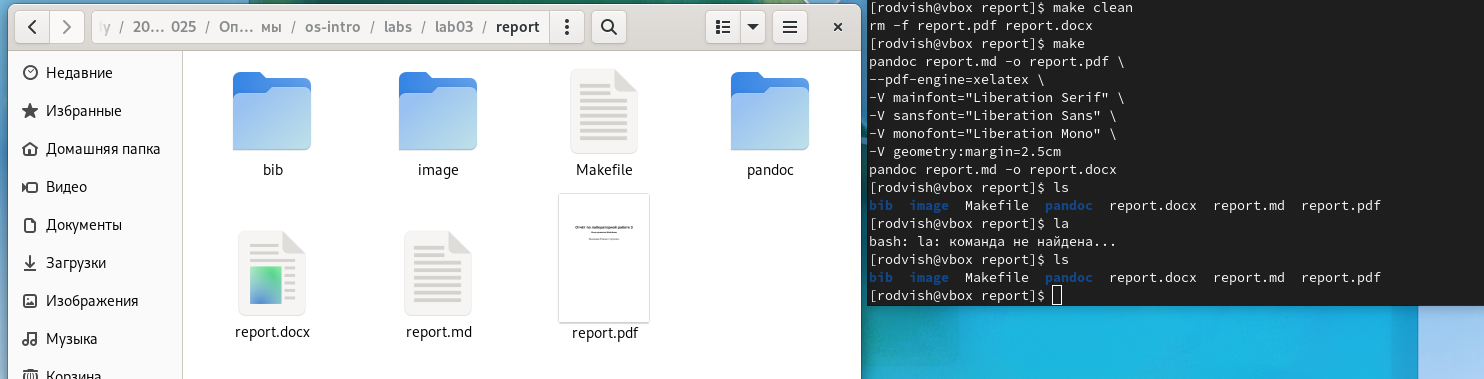 20… 025 / Оп… мы / os-intro / labs / lab03 / report
Недавние
Избранные
Домашняя папка
Видео
Документы
Загрузки
Изображения
Музыка
Корзина
bib
image
Makefile
pandoc
report.docx
report.md
Отчёт по лабораторной работе 3
report.pdf
[rodvish@vbox report]$ make clean
rm -f report.pdf report.docx
[rodvish@vbox report]$ make
pandoc report.md -o report.pdf \
--pdf-engine=xelatex \
-V mainfont="Liberation Serif" \
-V sansfont="Liberation Sans" \
-V monofont="Liberation Mono" \
-V geometry:margin=2.5cm
pandoc report.md -o report.docx
[rodvish@vbox report]$ ls
bib image Makefile pandoc report.docx report.md report.pdf
[rodvish@vbox report]$ la
bash: la: команда не найдена...
[rodvish@vbox report]$ ls
bib image Makefile pandoc report.docx report.md report.pdf
[rodvish@vbox report]$